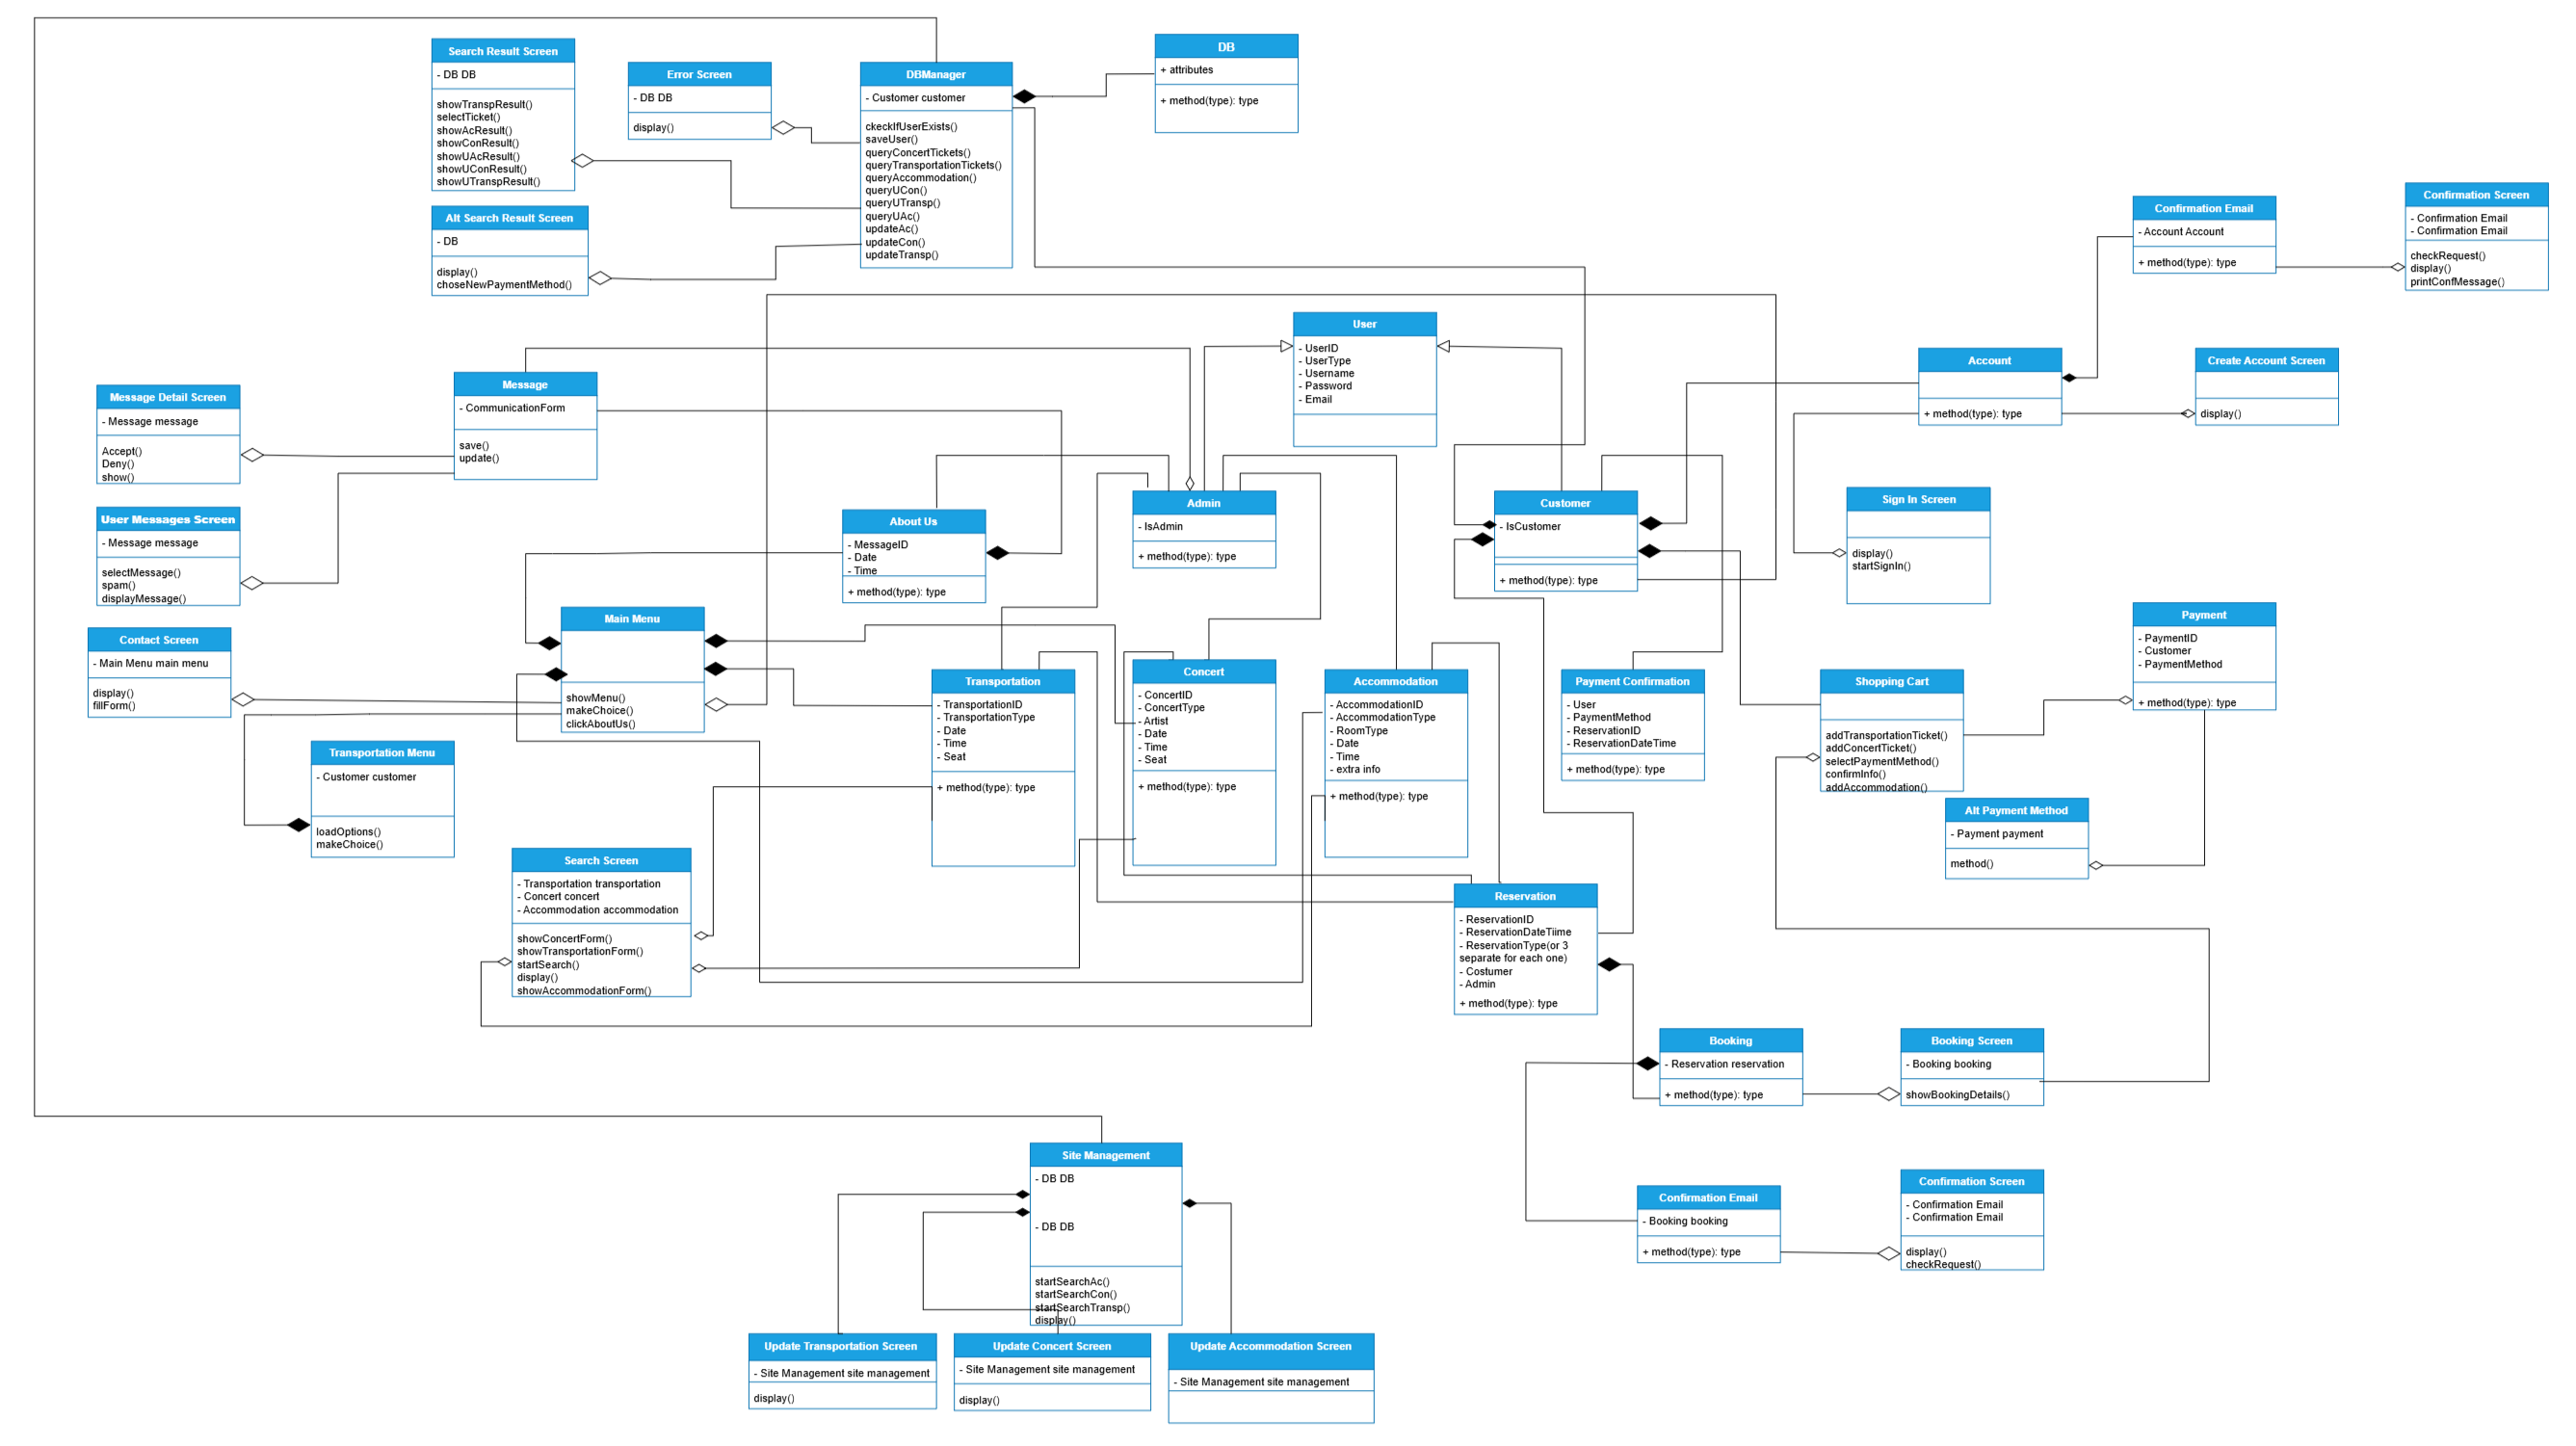 Search Result Screen
- DB DB
showTranspResult()
selectTicket()
showAcResult()
showConResult()
showUAcResult()
showUConResult()
showUTranspResult()
Error Screen
- DB DB
display()
DBManager
- Customer customer
ckeckIfUserExists()
saveUser()
queryConcertTickets()
queryTransportationTickets()
queryAccommodation()
queryUCon()
queryUTransp()
queryUAc()
updateAc()
updateCon()
updateTransp()
DB
+ attributes
+ method(type): type
Alt Search Result Screen
- DB
display()
choseNewPaymentMethod()
Confirmation Email
- Account Account
+ method(type): type
Confirmation Screen
- Confirmation Email
- Confirmation Email
checkRequest()
display()
printConfMessage()
User
- UserID
- UserType
- Username
- Password
- Email
Account
+ method(type): type
Create Account Screen
display()
Message Detail Screen
- Message message
Accept()
Deny()
show()
Message
- CommunicationForm
save()
update()
User Messages Screen
- Message message
selectMessage()
spam()
displayMessage()
About Us
- MessageID
- Date
- Time
+ method(type): type
Admin
- IsAdmin
+ method(type): type
Customer
- IsCustomer
+ method(type): type
Sign In Screen
display()
startSignIn()
Contact Screen
- Main Menu main menu
display()
fillForm()
Main Menu
showMenu()
makeChoice()
clickAboutUs()
Transportation Menu
- Customer customer
loadOptions()
makeChoice()
Transportation
- TransportationID
- TransportationType
- Date
- Time
- Seat
+ method(type): type
Concert
- ConcertID
- ConcertType
- Artist
- Date
- Time
- Seat
+ method(type): type
Accommodation
- AccommodationID
- AccommodationType
- RoomType
- Date
- Time
- extra info
+ method(type): type
Payment Confirmation
- User
- PaymentMethod
- ReservationID
- ReservationDateTime
+ method(type): type
Shopping Cart
addTransportationTicket()
addConcertTicket()
selectPaymentMethod()
confirmInfo()
addAccommodation()
Payment
- PaymentID
- Customer
- PaymentMethod
+ method(type): type
Alt Payment Method
- Payment payment
method()
Search Screen
- Transportation transportation
- Concert concert
- Accommodation accommodation
showConcertForm()
showTransportationForm()
startSearch()
display()
showAccommodationForm()
Reservation
- ReservationID
- ReservationDateTiime
- ReservationType(or 3
separate for each one)
- Costumer
- Admin
+ method(type): type
Booking
- Reservation reservation
+ method(type): type
Booking Screen
- Booking booking
showBookingDetails()
Confirmation Email
- Booking booking
+ method(type): type
Confirmation Screen
- Confirmation Email
- Confirmation Email
display()
checkRequest()
Site Management
- DB DB
- DB DB
startSearchAc()
startSearchCon()
startSearchTransp()
display()
Update Transportation Screen
- Site Management site management
display()
Update Concert Screen
- Site Management site management
display()
Update Accommodation Screen
- Site Management site management